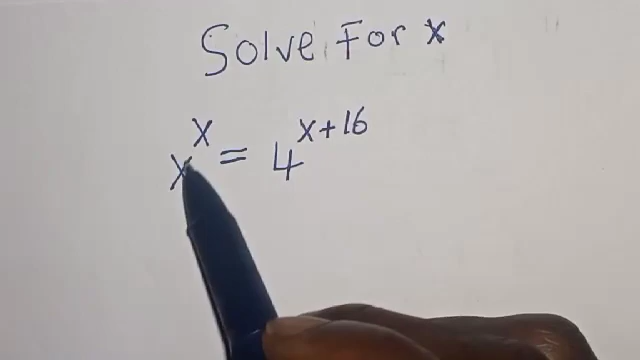 Solve For x
x^x = 4^{x+16}